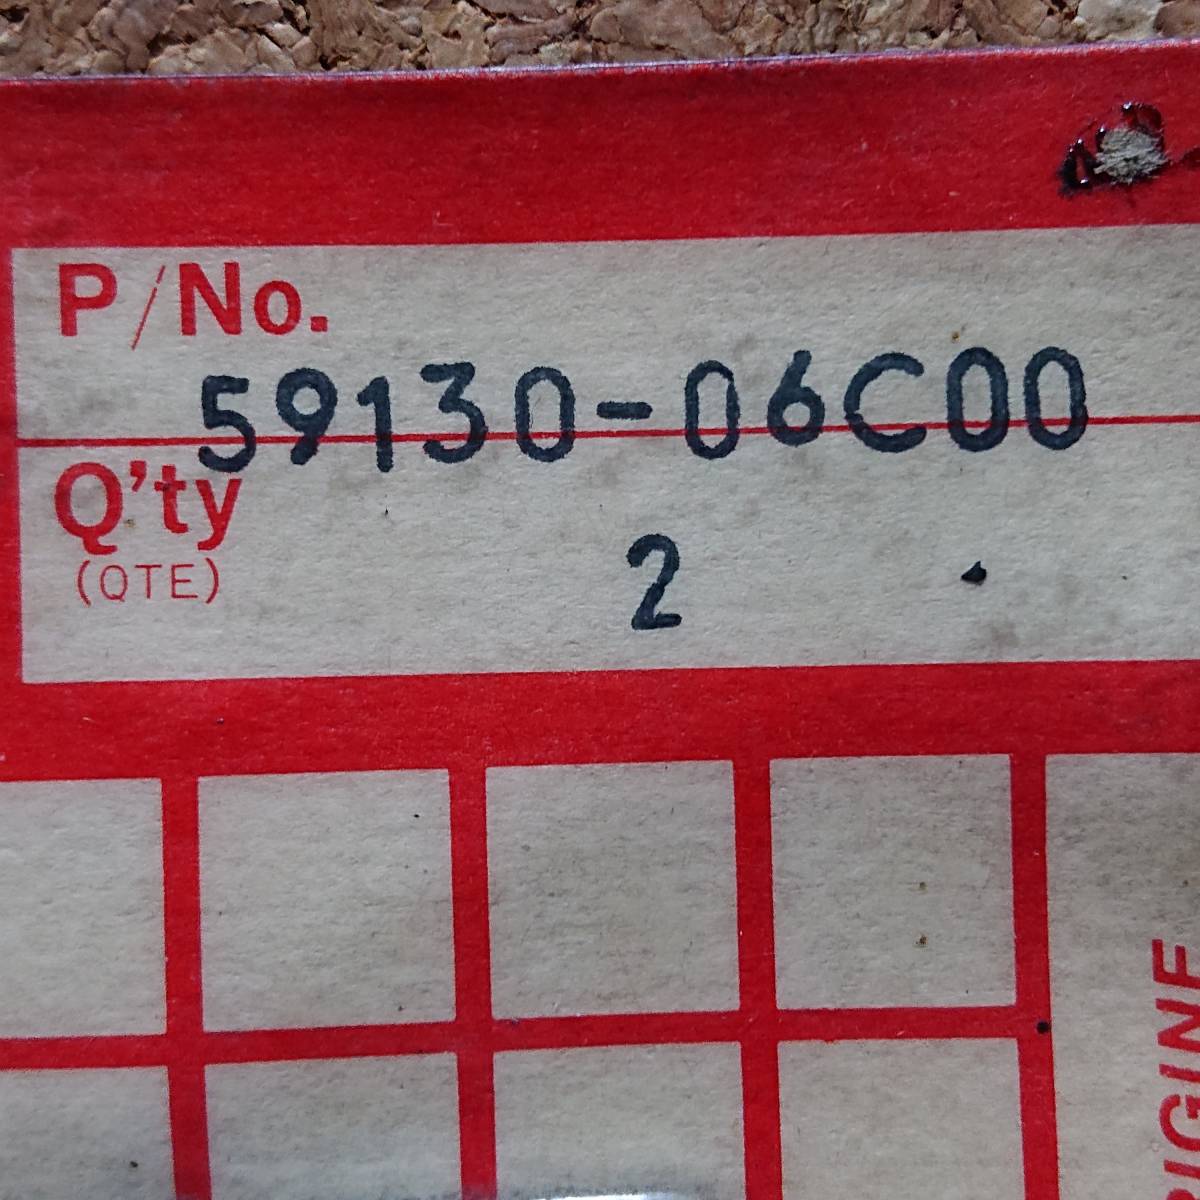 P/No.
59130-06C00
Q'ty
(QTE)
2